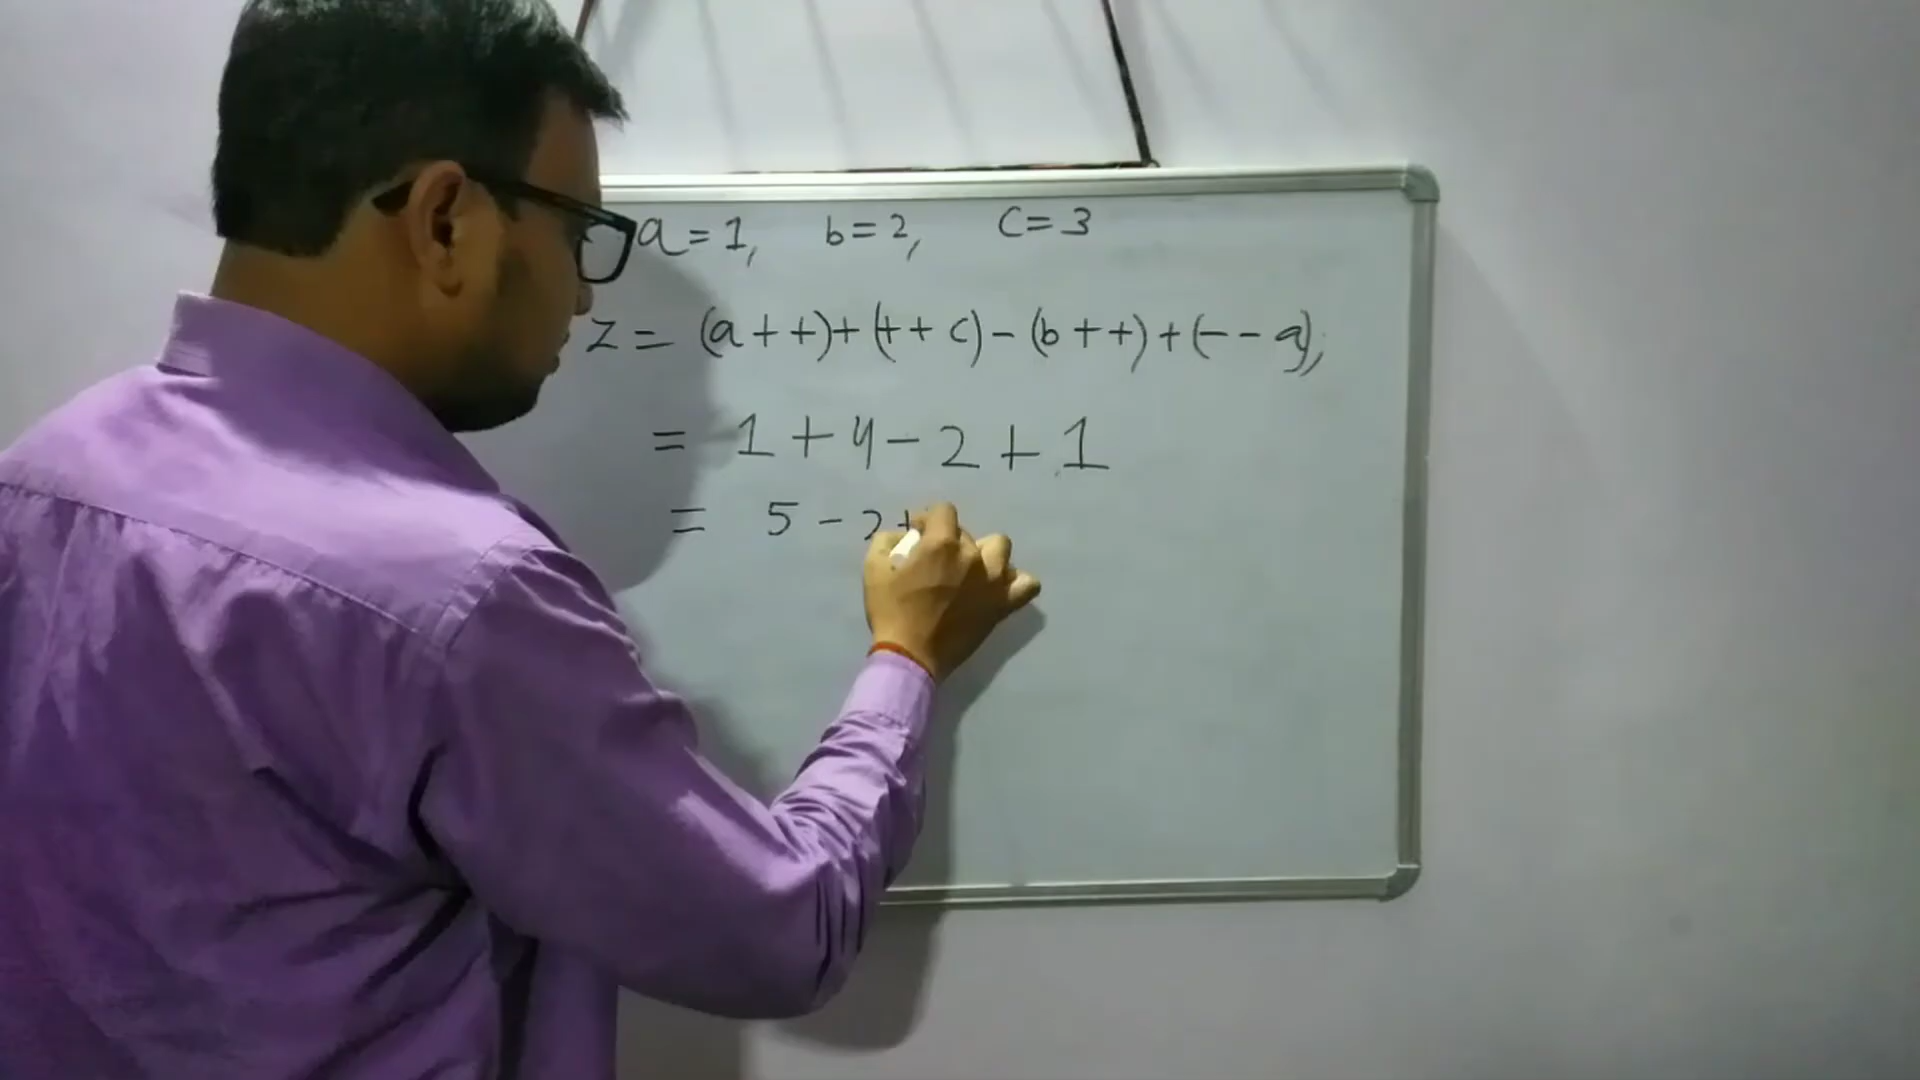 a = 1, b = 2, c = 3
z = (a++) + (++c) - (b++) + (--a);
= 1 + 4 - 2 + 1
= 5 - 2 +